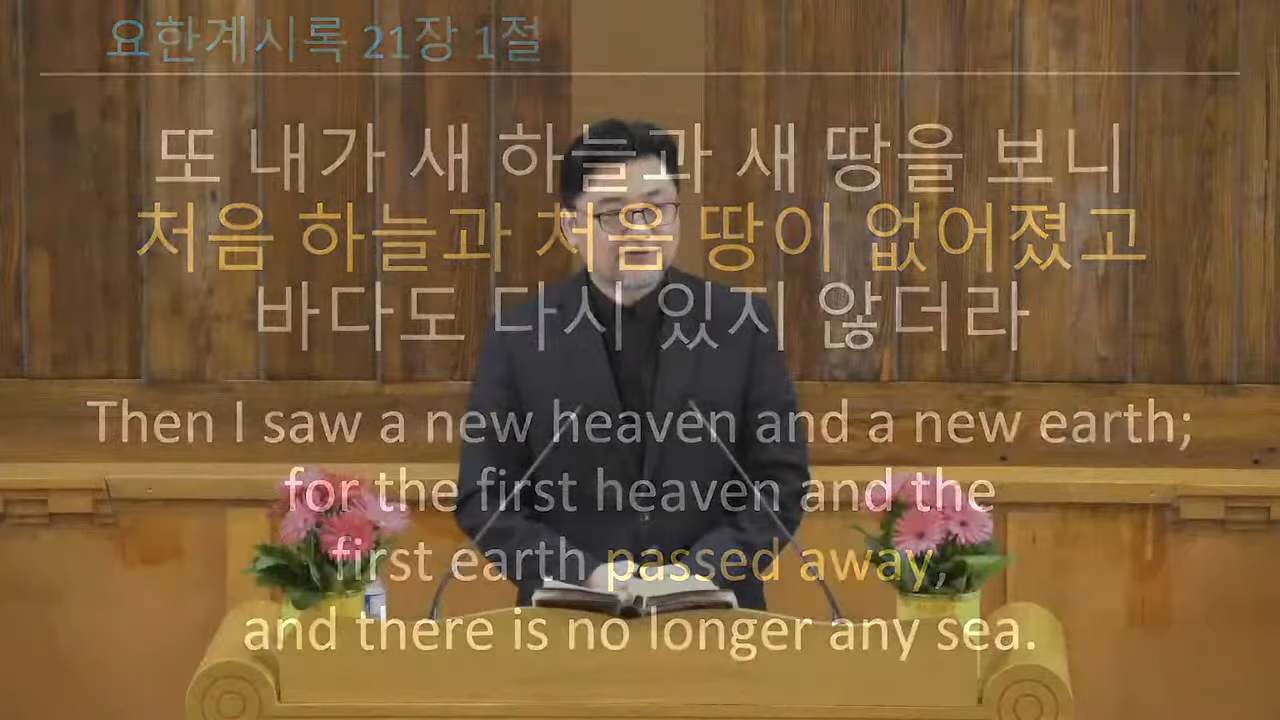 요한계시록 21장 1절
또 내가 새 하늘과 새 땅을 보니
처음 하늘과 처음 땅이 없어졌고
바다도 다시 있지 않더라
Then I saw a new heaven and a new earth;
for the first heaven and the
first earth passed away,
and there is no longer any sea.